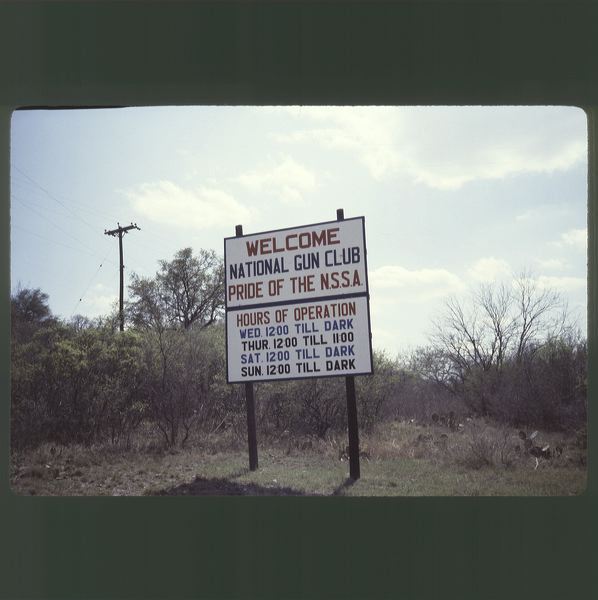 WELCOME
NATIONAL GUN CLUB
PRIDE OF THE N.S.S.A.
HOURS OF OPERATION
WED. 1200 TILL DARK
THUR. 1200 TILL 1100
SAT. 1200 TILL DARK
SUN. 1200 TILL DARK